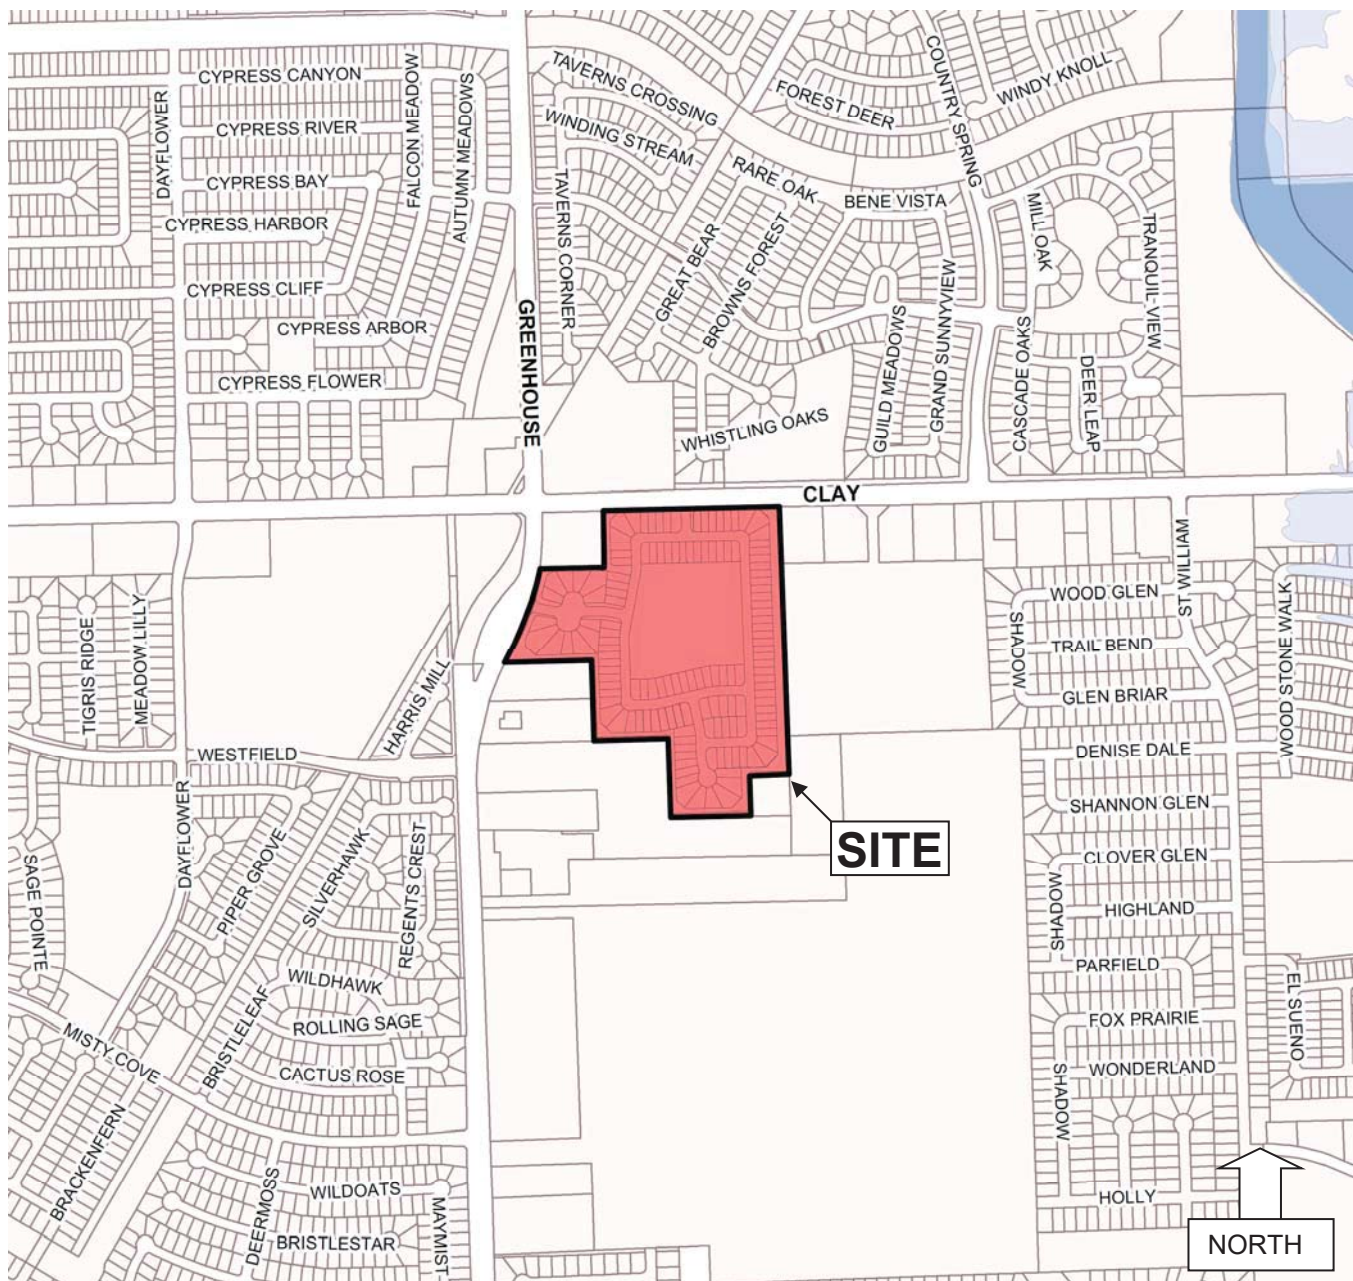 CYPRESS CANYON
CYPRESS RIVER
CYPRESS BAY
CYPRESS HARBOR
CYPRESS CLIFF
CYPRESS ARBOR
CYPRESS FLOWER
DAYFLOWER
FALCON MEADOW
AUTUMN MEADOWS
GREENHOUSE
TAVERNS CROSSING
WINDING STREAM
TAVERNS CORNER
RARE OAK
GREAT BEAR
BROWNS FOREST
WHISTLING OAKS
FOREST DEER
COUNTRY SPRING
WINDY KNOLL
BENE VISTA
GUILD MEADOWS
GRAND SUNNYVIEW
MILL OAK
CASCADE OAKS
TRANQUIL VIEW
DEER LEAP
CLAY
ST. WILLIAM
WOOD GLEN
SHADOW
TRAIL BEND
GLEN BRIAR
WOOD STONE WALK
DENISE DALE
SHANNON GLEN
CLOVER GLEN
SHADOW
HIGHLAND
PARFIELD
FOX PRAIRIE
EL SUENO
WONDERLAND
SHADOW
HOLLY
TIGRIS RIDGE
MEADOW LILLY
HARRIS MILL
WESTFIELD
DAYFLOWER
SAGE POINTE
PIPER GROVE
SILVERHAWK
REGENTS CREST
WILDHAWK
BRISTLELEAF
ROLLING SAGE
MISTY COVE
CACTUS ROSE
BRACKENFERN
DEERMOSS
WILDOATS
BRISTLESTAR
MAYMIST
SITE
NORTH